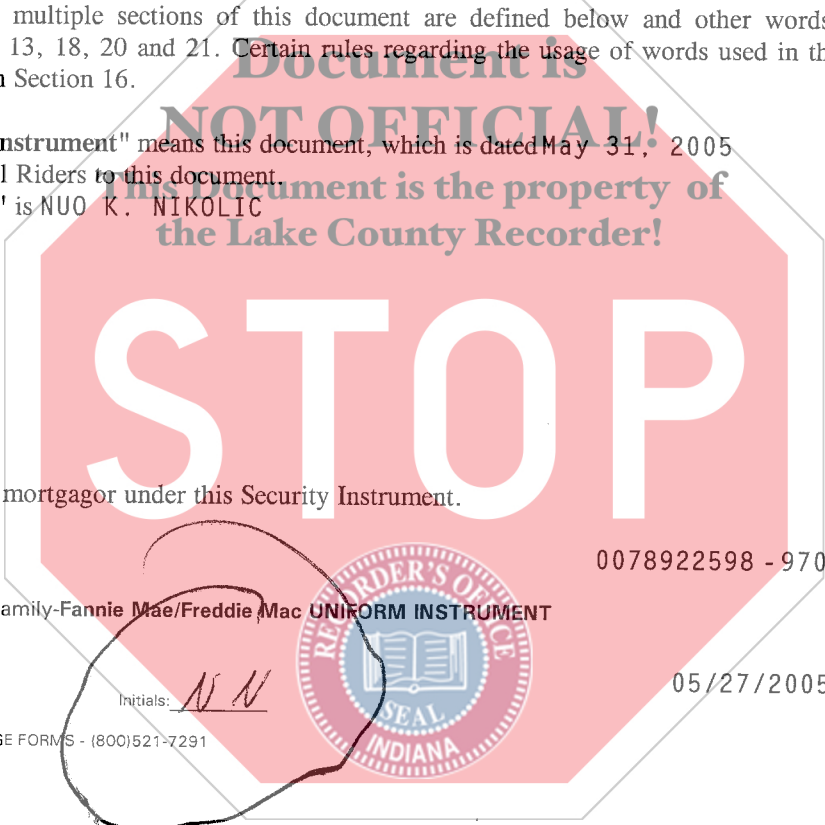 multiple sections of this document are defined below and other words
13, 18, 20 and 21. Certain rules regarding the usage of words used in th
n Section 16.
Document is
NOT OFFICIAL!
nstrument" means this document, which is dated May 31, 2005
l Riders to this document.
This Document is the property of
" is NUO K. NIKOLIC
the Lake County Recorder!
STOP
mortgagor under this Security Instrument.
0078922598 - 970
RECORDER'S OFFICE
amily-Fannie Mae/Freddie Mac UNIFORM INSTRUMENT
Initials: NN
05/27/2005
SEAL
INDIANA
GE FORMS - (800)521-7291